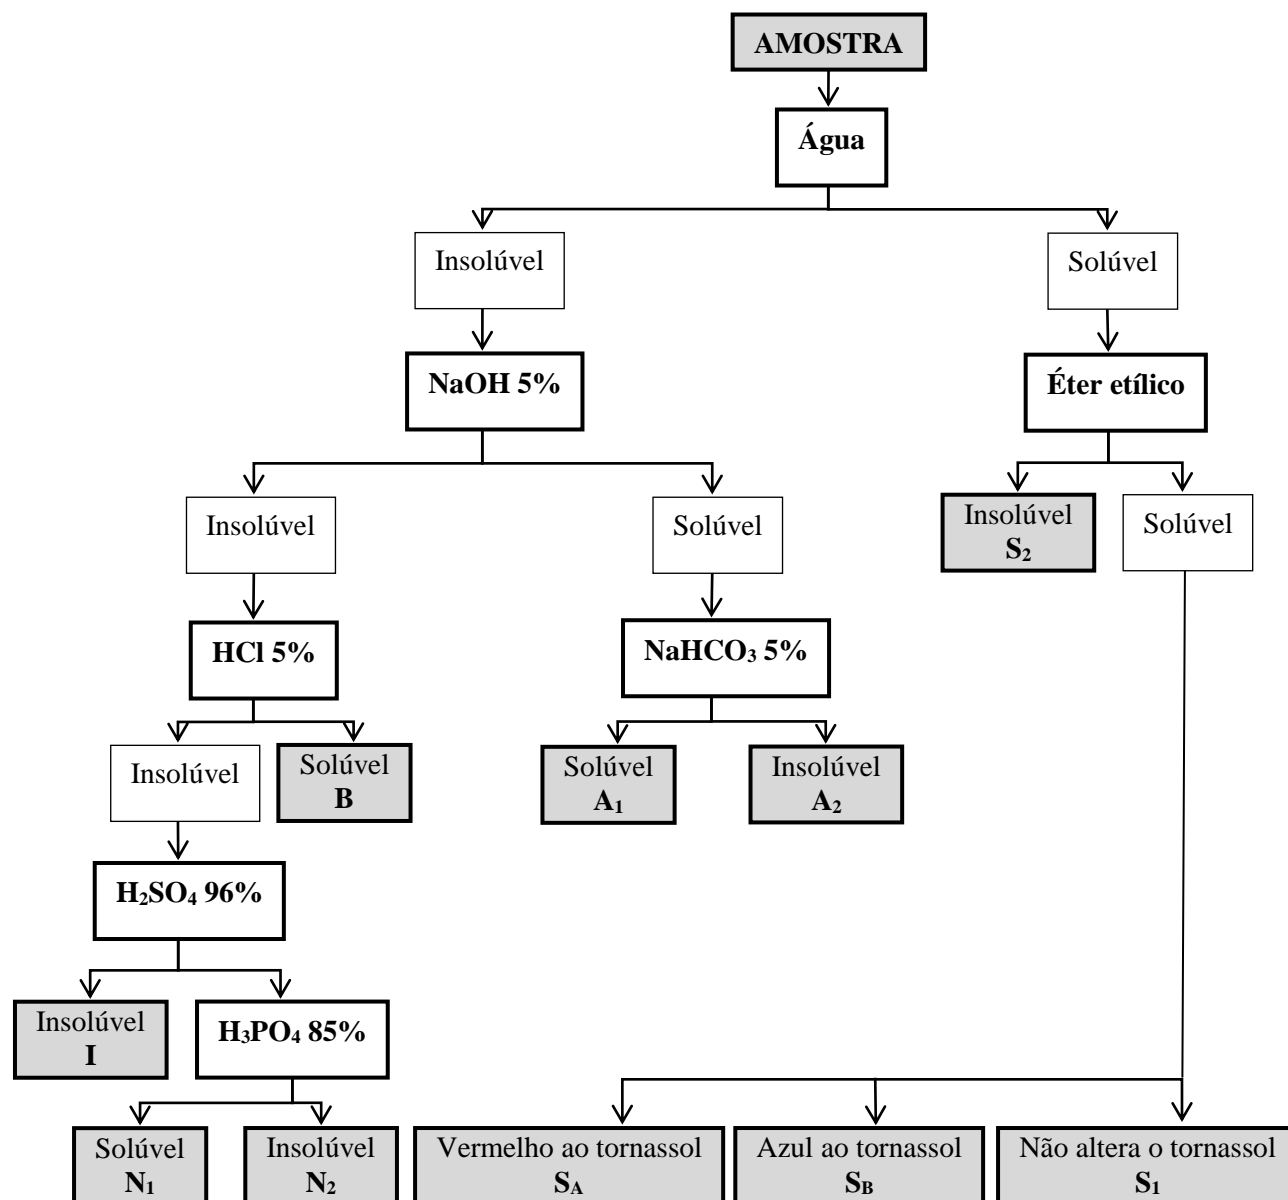 AMOSTRA
Água
Insolúvel
Solúvel
NaOH 5%
Éter etílico
Insolúvel
Solúvel
Insolúvel
S₂
Solúvel
HCl 5%
NaHCO₃ 5%
Insolúvel
Solúvel
B
Solúvel
A₁
Insolúvel
A₂
H₂SO₄ 96%
Insolúvel
I
H₃PO₄ 85%
Solúvel
N₁
Insolúvel
N₂
Vermelho ao tornassol
S_A
Azul ao tornassol
S_B
Não altera o tornassol
S₁